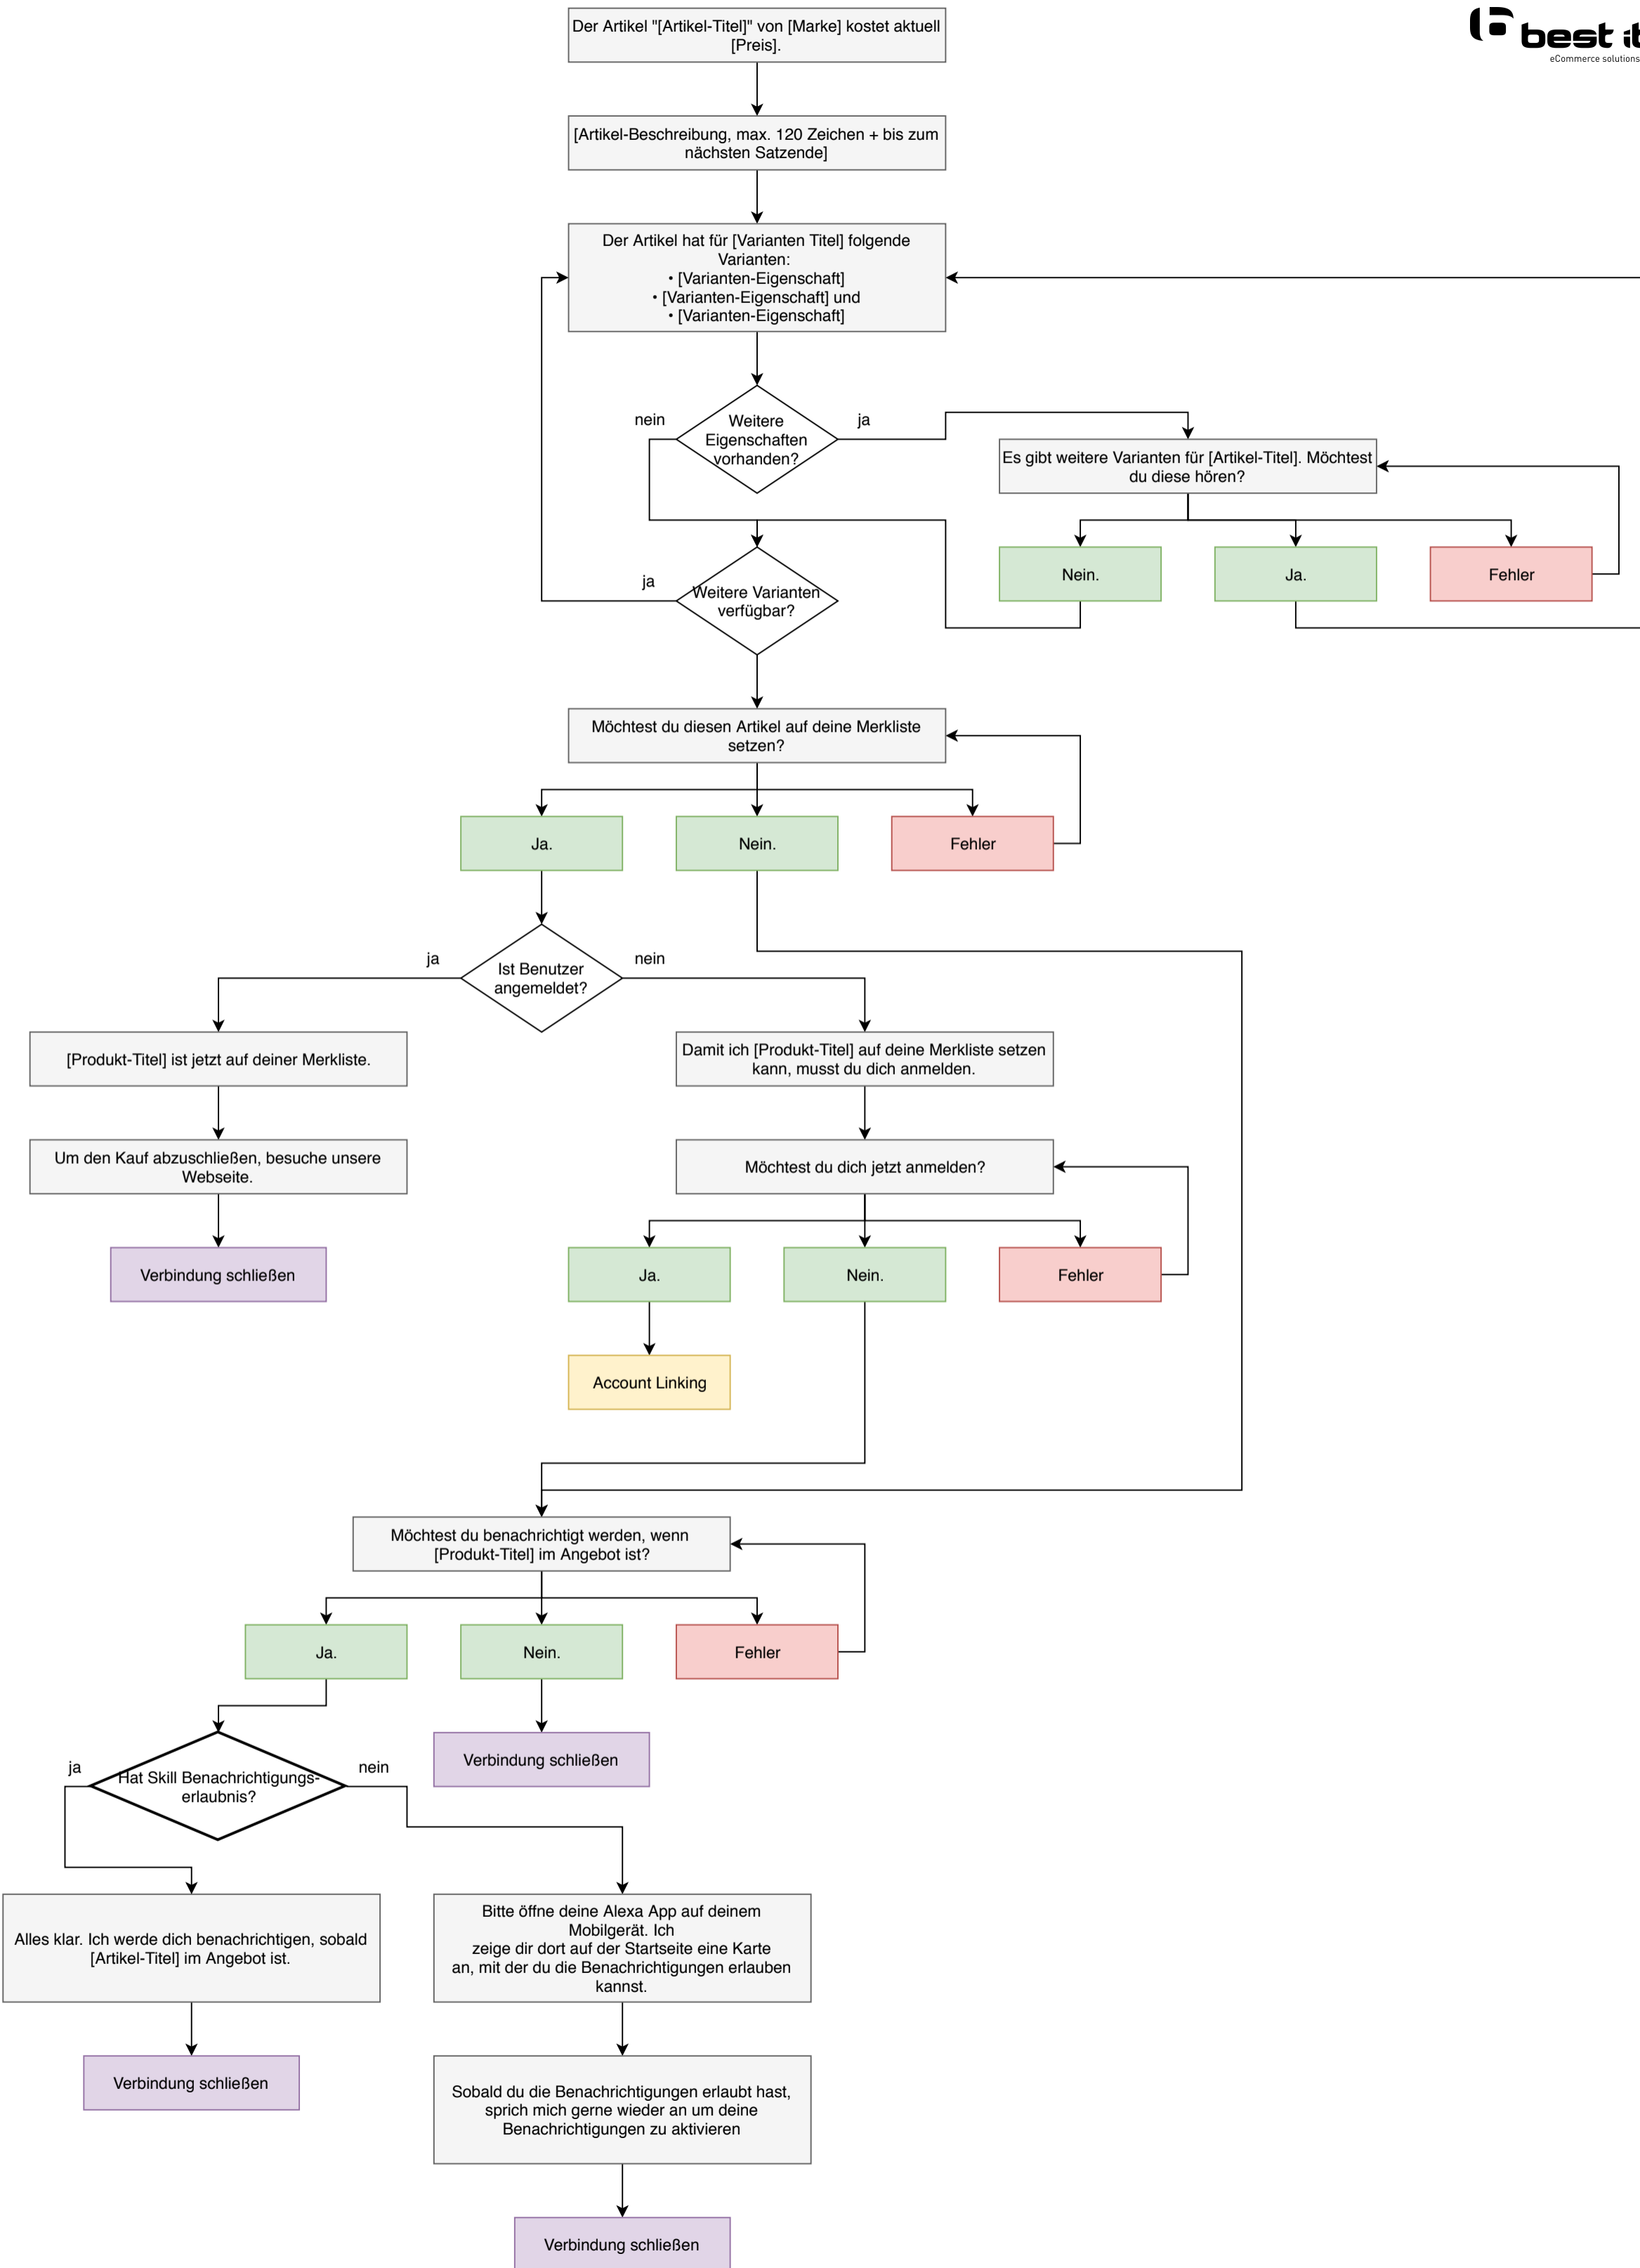 best it
eCommerce solutions
Der Artikel "[Artikel-Titel]" von [Marke] kostet aktuell
[Preis].
[Artikel-Beschreibung, max. 120 Zeichen + bis zum
nächsten Satzende]
Der Artikel hat für [Varianten Titel] folgende
Varianten:
• [Varianten-Eigenschaft]
• [Varianten-Eigenschaft] und
• [Varianten-Eigenschaft]
nein
Weitere
Eigenschaften
vorhanden?
ja
Es gibt weitere Varianten für [Artikel-Titel]. Möchtest
du diese hören?
Nein.
Ja.
Fehler
ja
Weitere Varianten
verfügbar?
Möchtest du diesen Artikel auf deine Merkliste
setzen?
Ja.
Nein.
Fehler
ja
Ist Benutzer
angemeldet?
nein
[Produkt-Titel] ist jetzt auf deiner Merkliste.
Damit ich [Produkt-Titel] auf deine Merkliste setzen
kann, musst du dich anmelden.
Um den Kauf abzuschließen, besuche unsere
Webseite.
Möchtest du dich jetzt anmelden?
Verbindung schließen
Ja.
Nein.
Fehler
Account Linking
Möchtest du benachrichtigt werden, wenn
[Produkt-Titel] im Angebot ist?
Ja.
Nein.
Fehler
Verbindung schließen
ja
Hat Skill Benachrichtigungs-
erlaubnis?
nein
Alles klar. Ich werde dich benachrichtigen, sobald
[Artikel-Titel] im Angebot ist.
Bitte öffne deine Alexa App auf deinem
Mobilgerät. Ich
zeige dir dort auf der Startseite eine Karte
an, mit der du die Benachrichtigungen erlauben
kannst.
Verbindung schließen
Sobald du die Benachrichtigungen erlaubt hast,
sprich mich gerne wieder an um deine
Benachrichtigungen zu aktivieren
Verbindung schließen